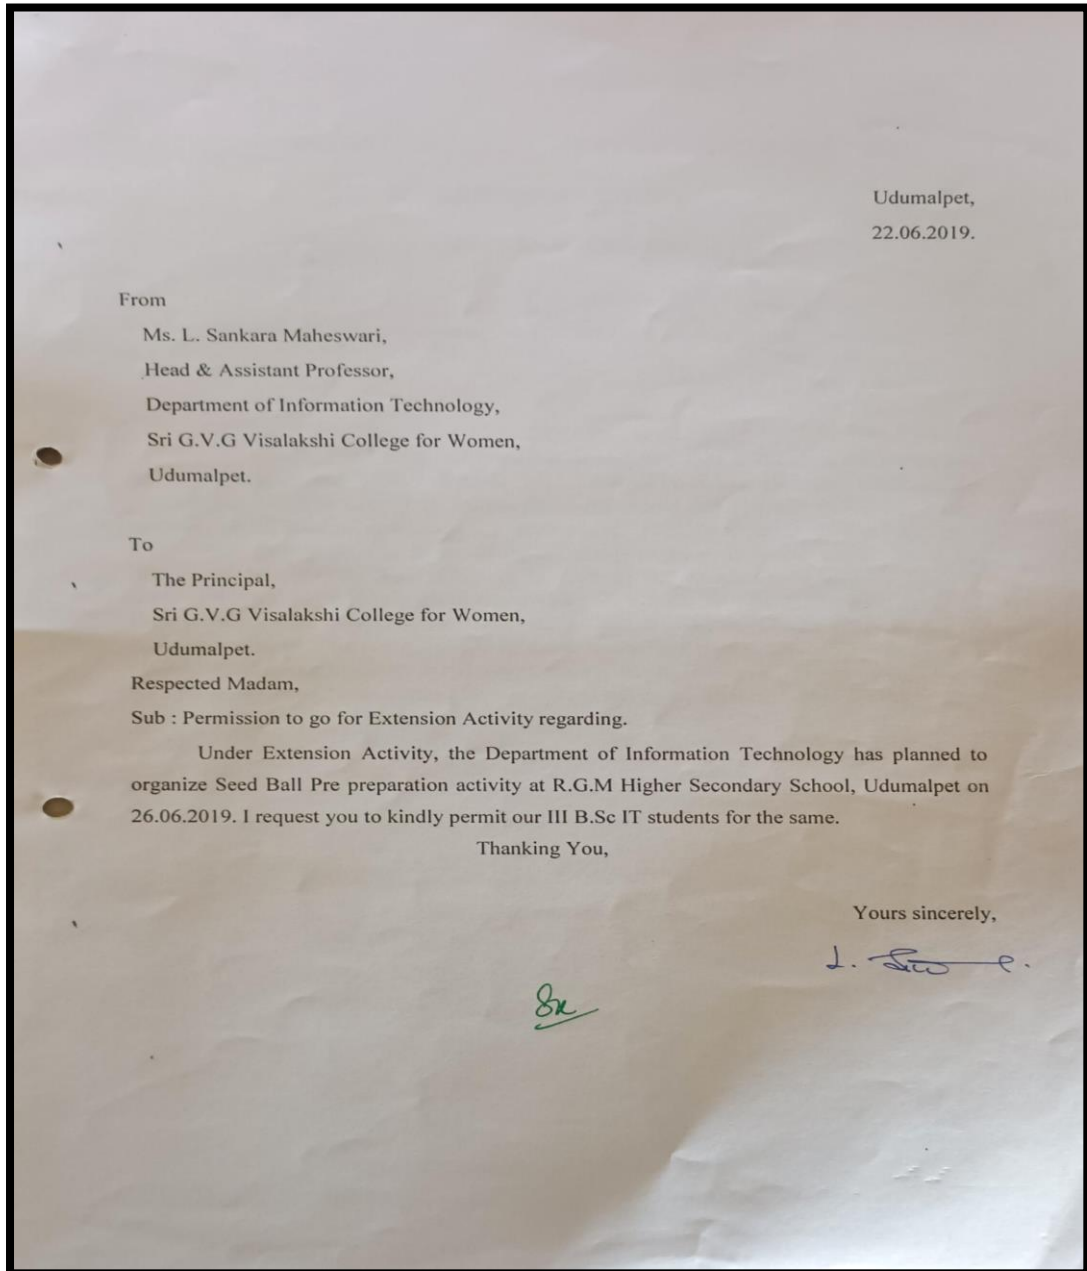 Udumalpet,
22.06.2019.
From
Ms. L. Sankara Maheswari,
Head & Assistant Professor,
Department of Information Technology,
Sri G.V.G Visalakshi College for Women,
Udumalpet.
To
The Principal,
Sri G.V.G Visalakshi College for Women,
Udumalpet.
Respected Madam,
Sub : Permission to go for Extension Activity regarding.
Under Extension Activity, the Department of Information Technology has planned to
organize Seed Ball Pre preparation activity at R.G.M Higher Secondary School, Udumalpet on
26.06.2019. I request you to kindly permit our III B.Sc IT students for the same.
Thanking You,
Yours sincerely,
L.